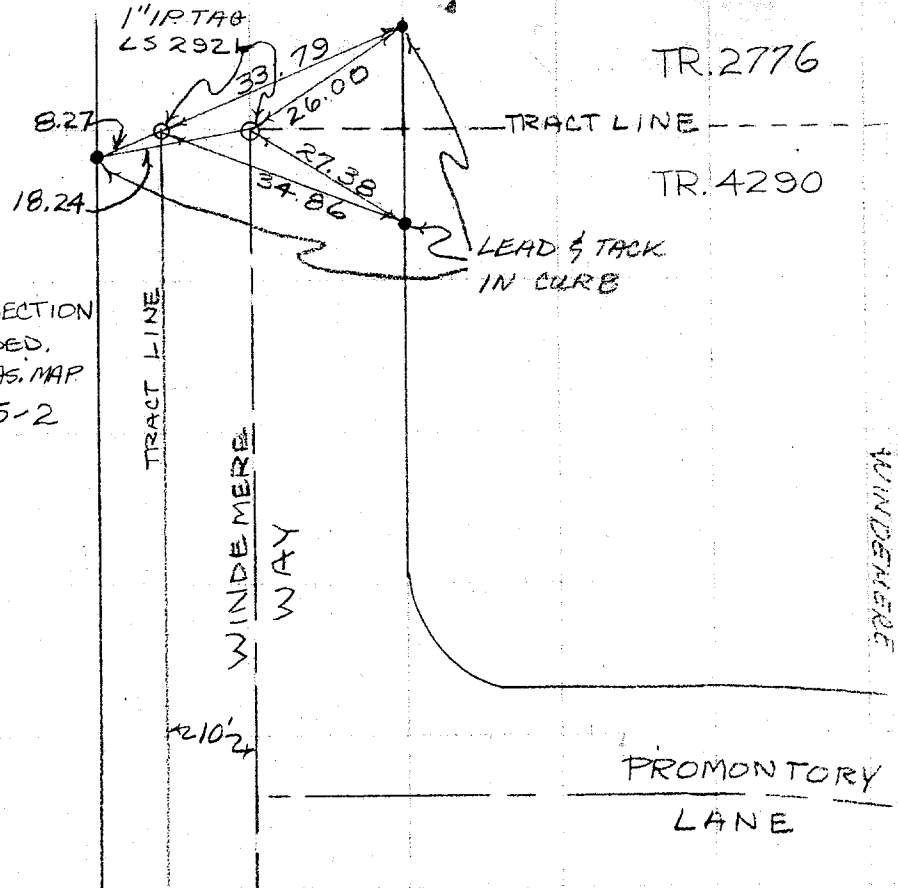 1" I.P. TAG
LS 2921
33.79
26.00
TR. 2776
8.27
TRACT LINE
27.38
34.86
TR. 4290
18.24
LEAD & TACK
IN CURB
ECTION
DED.
AS. MAP
5-2
TRACT LINE
WINDEMERE
WAY
WINDEMERE
10'
PROMONTORY
LANE